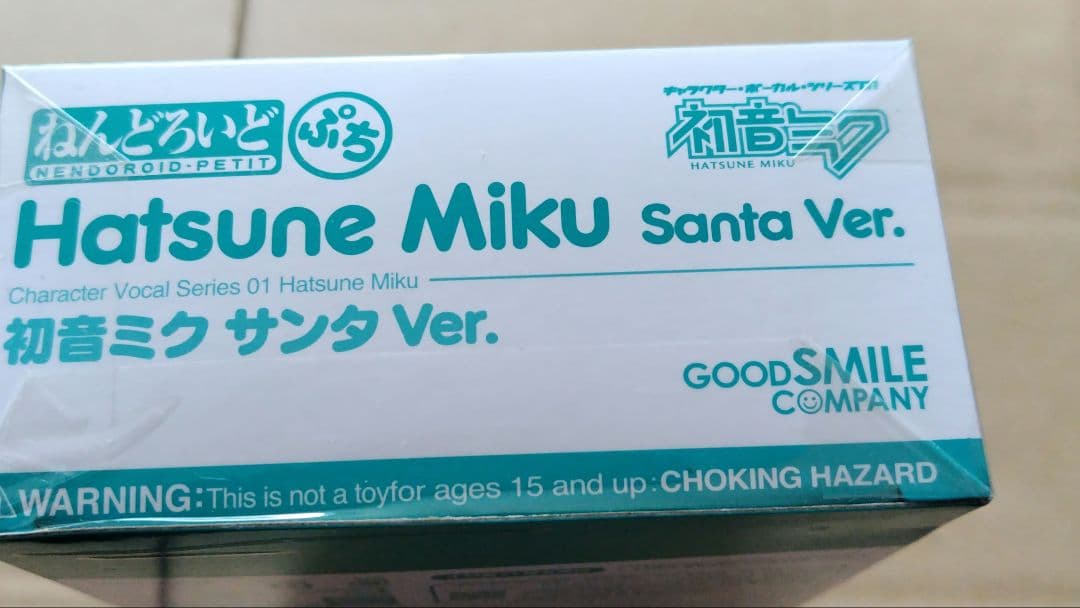 ねんどろいど ぷち
NENDOROID・PETIT
キャラクター・ボーカル・シリーズ01
初音ミク
HATSUNE MIKU
Hatsune Miku Santa Ver.
Character Vocal Series 01 Hatsune Miku
初音ミク サンタ Ver.
GOOD SMILE
COMPANY
WARNING:This is not a toyfor ages 15 and up:CHOKING HAZARD